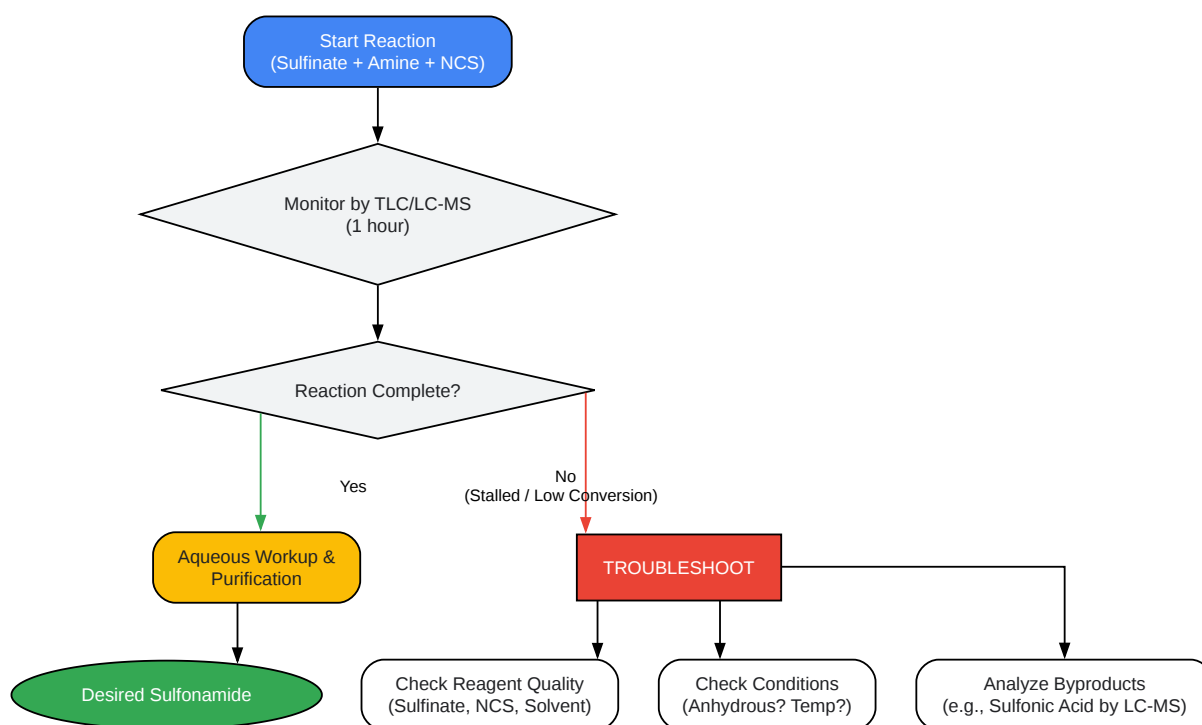 Start Reaction
(Sulfinate + Amine + NCS)
Monitor by TLC/LC-MS
(1 hour)
Reaction Complete?
Yes
No
(Stalled / Low Conversion)
Aqueous Workup &
Purification
TROUBLESHOOT
Desired Sulfonamide
Check Reagent Quality
(Sulfinate, NCS, Solvent)
Check Conditions
(Anhydrous? Temp?)
Analyze Byproducts
(e.g., Sulfonic Acid by LC-MS)